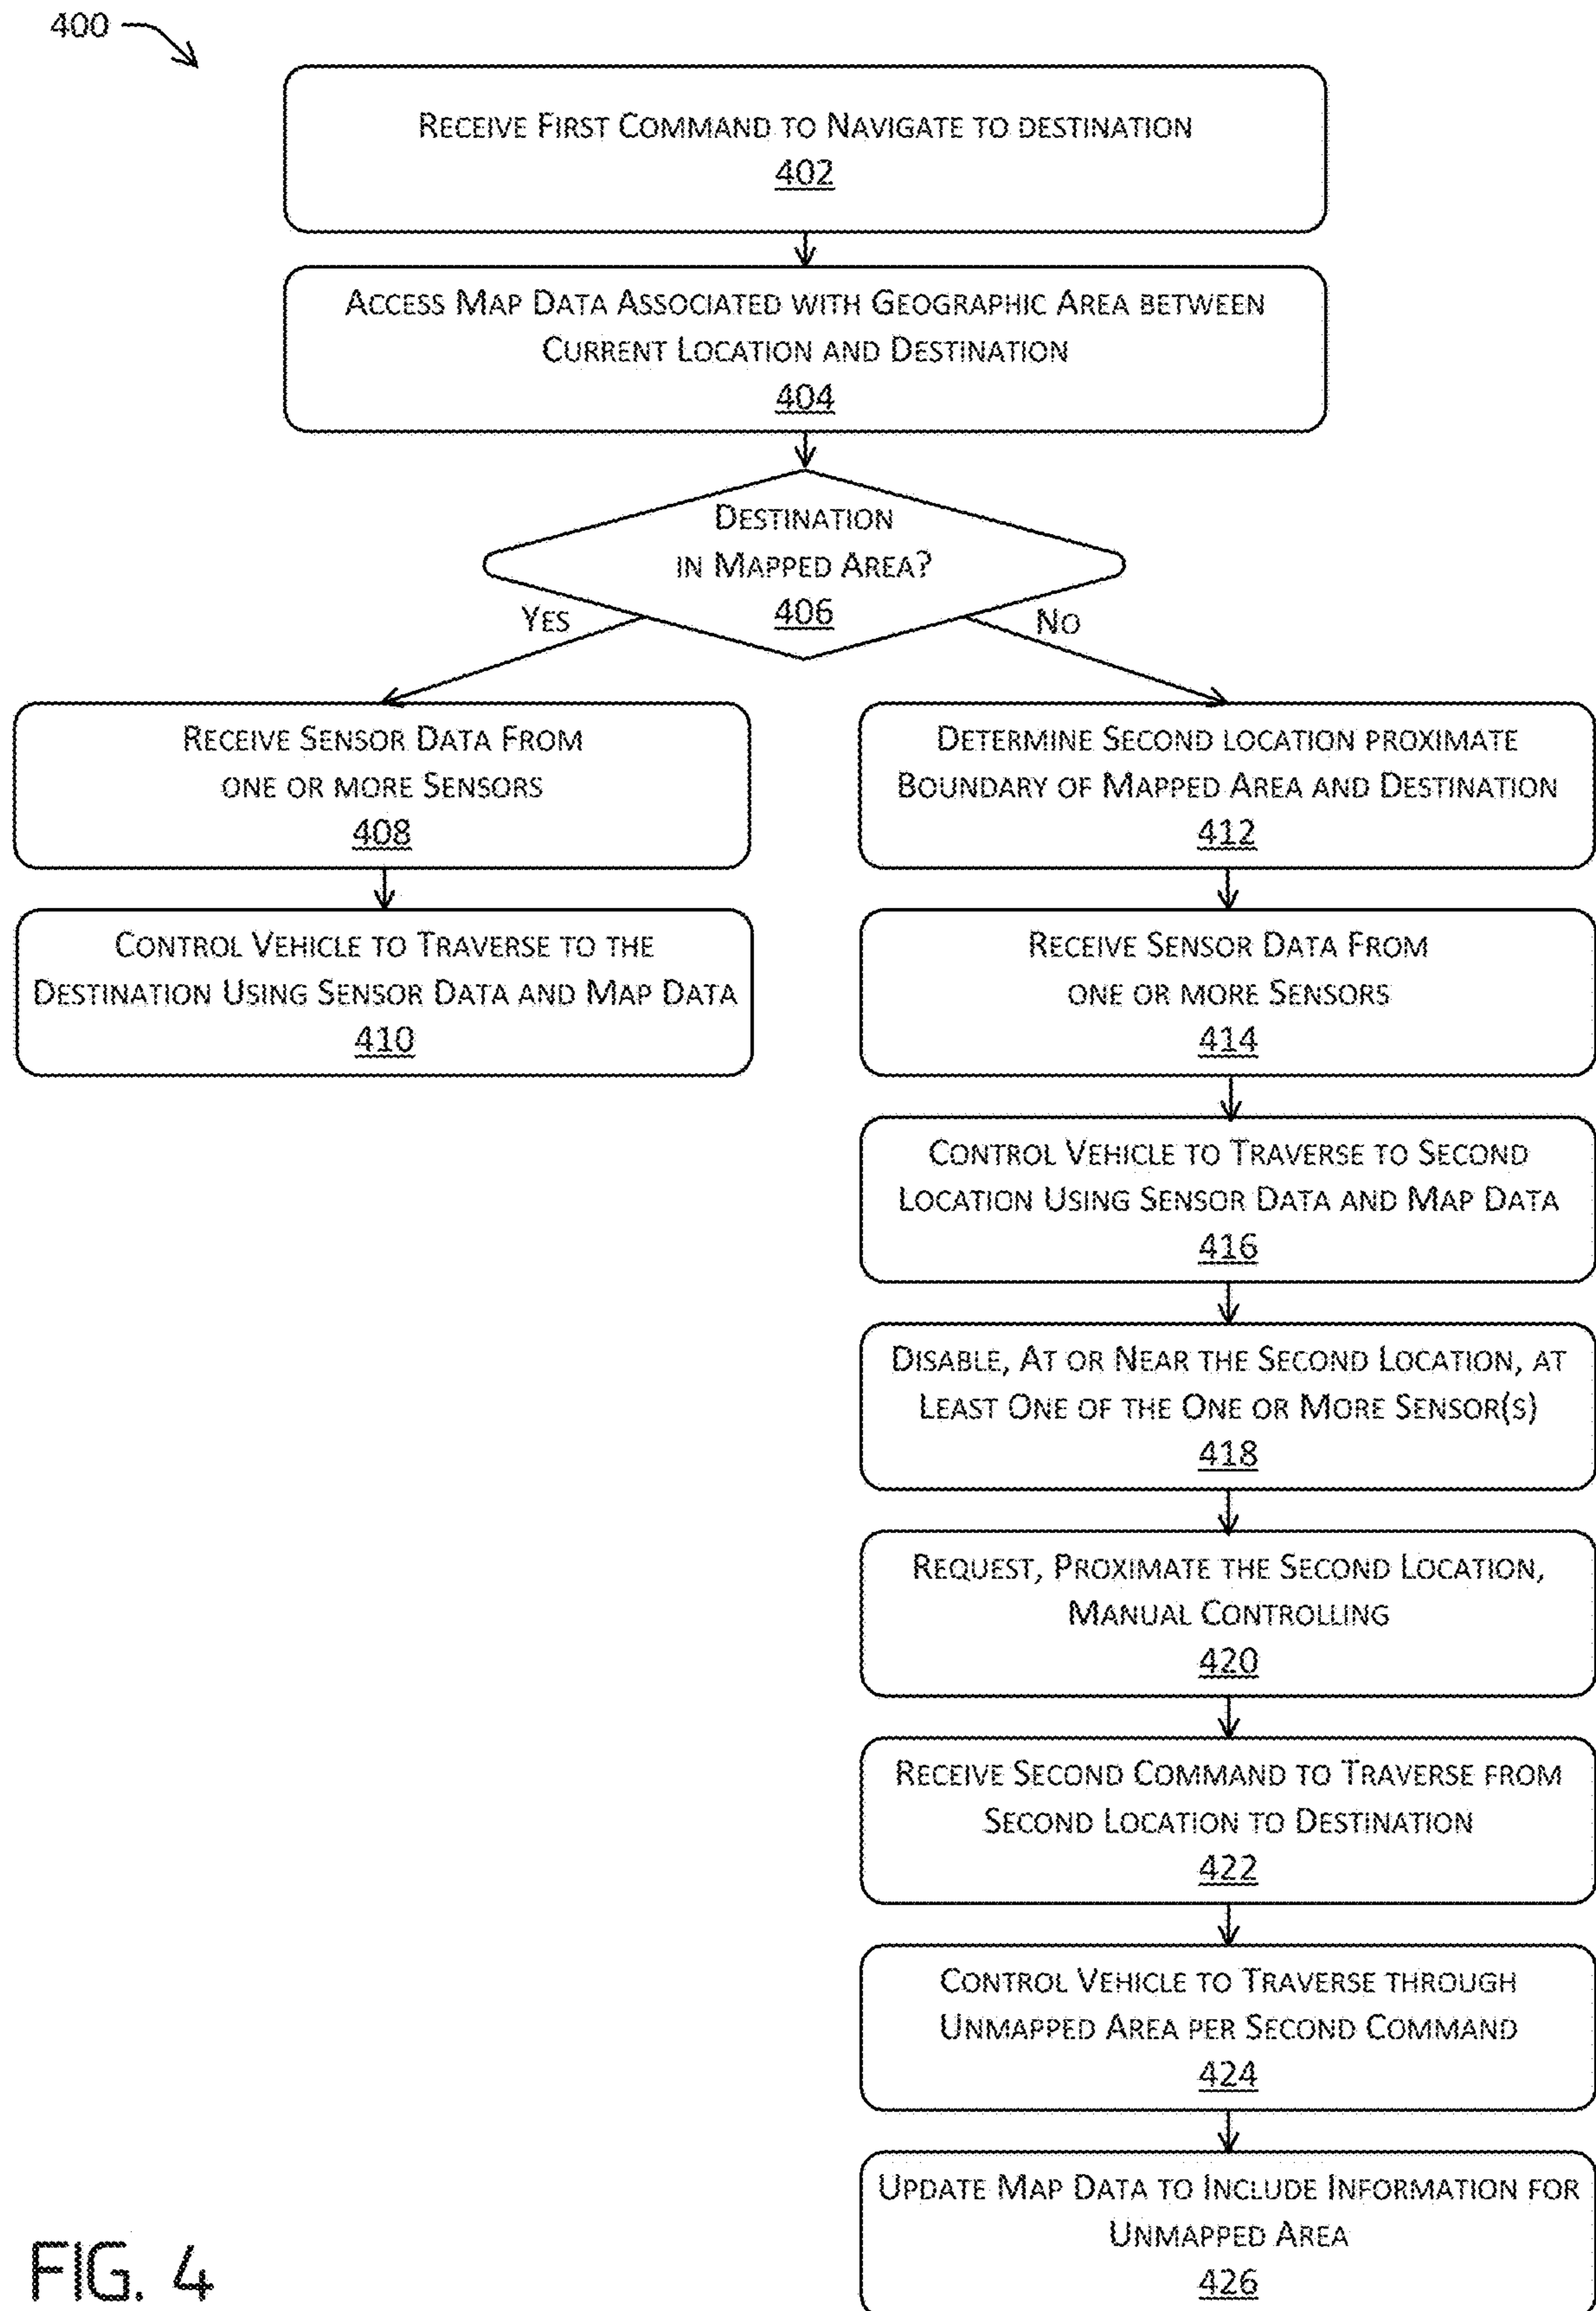 400
Receive First Command to Navigate to destination
402
Access Map Data Associated with Geographic Area between
Current Location and Destination
404
Destination
in Mapped Area?
406
Yes
No
Receive Sensor Data From
one or more Sensors
408
Control Vehicle to Traverse to the
Destination Using Sensor Data and Map Data
410
Determine Second location proximate
Boundary of Mapped Area and Destination
412
Receive Sensor Data From
one or more Sensors
414
Control Vehicle to Traverse to Second
Location Using Sensor Data and Map Data
416
Disable, At or Near the Second Location, at
Least One of the One or More Sensor(s)
418
Request, Proximate the Second Location,
Manual Controlling
420
Receive Second Command to Traverse from
Second Location to Destination
422
Control Vehicle to Traverse through
Unmapped Area per Second Command
424
Update Map Data to Include Information for
Unmapped Area
426
FIG. 4